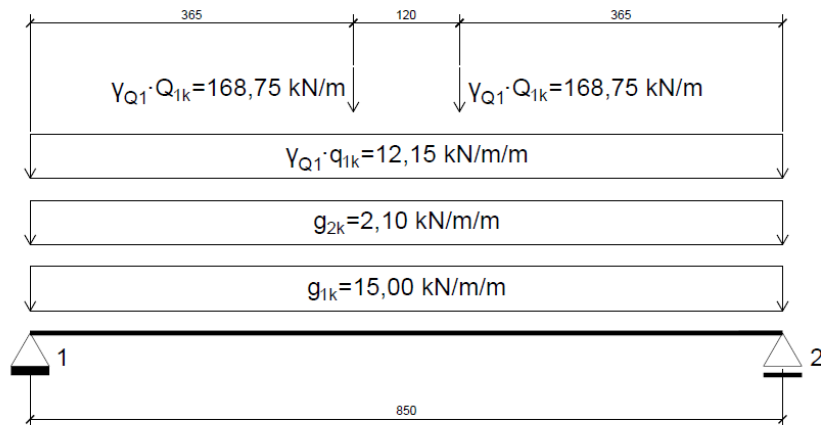 365 120 365
γQ1·Q1k=168,75 kN/m γQ1·Q1k=168,75 kN/m
γQ1·q1k=12,15 kN/m/m
g2k=2,10 kN/m/m
g1k=15,00 kN/m/m
1 2
850